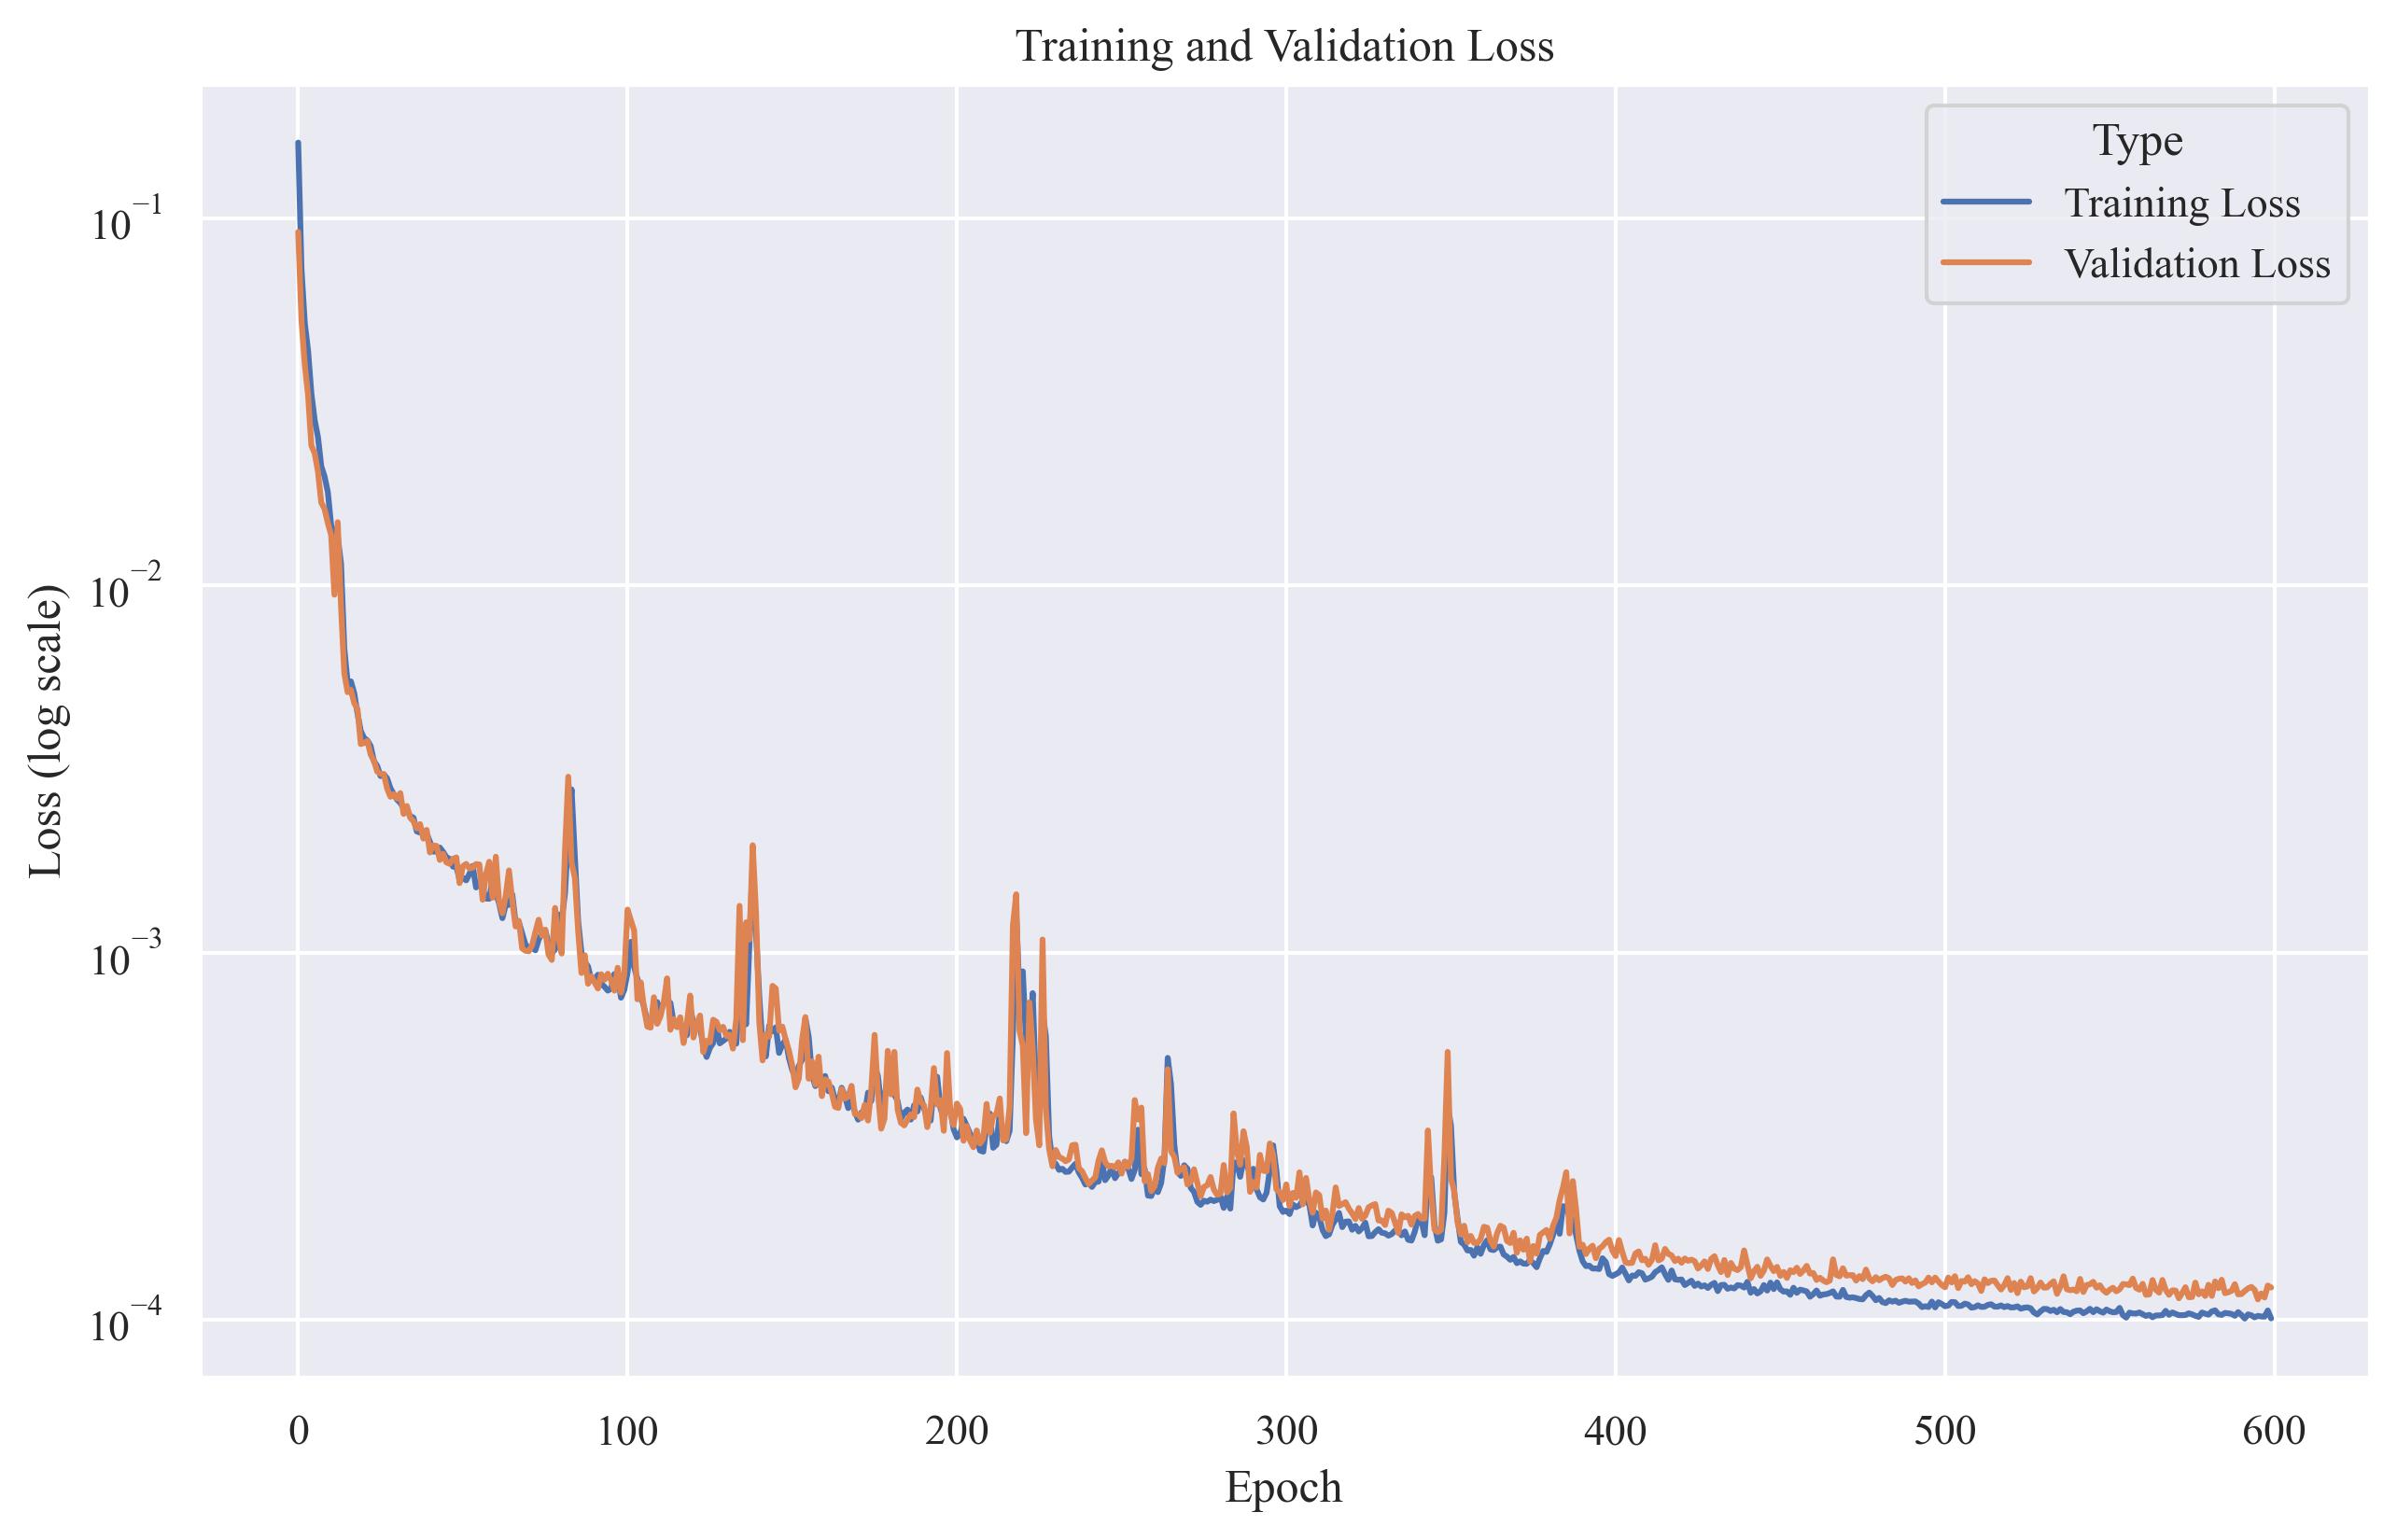 Training and Validation Loss
Type
Training Loss
Validation Loss
Loss (log scale)
10⁻¹
10⁻²
10⁻³
10⁻⁴
0 100 200 300 400 500 600
Epoch